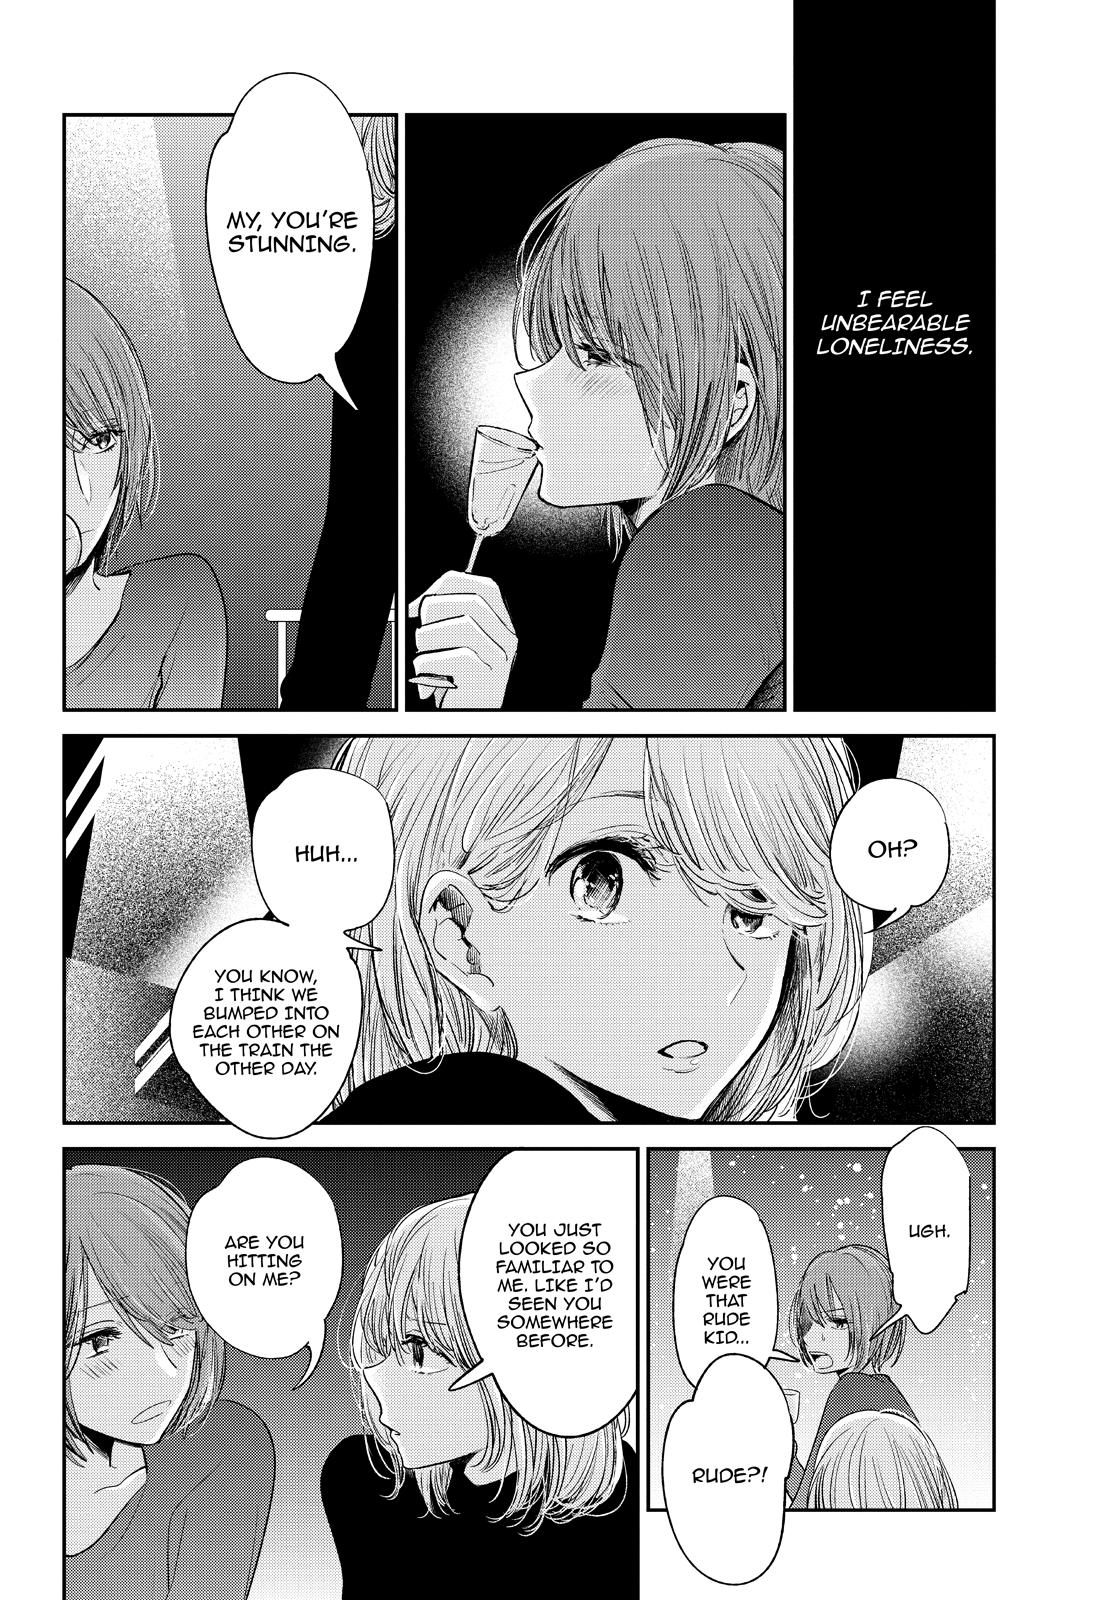 I FEEL
UNBEARABLE
LONELINESS.
MY, YOU'RE
STUNNING.
OH?
HUH...
YOU KNOW,
I THINK WE
BUMPED INTO
EACH OTHER ON
THE TRAIN THE
OTHER DAY.
UGH.
YOU
WERE
THAT
RUDE
KID...
RUDE?!
YOU JUST
LOOKED SO
FAMILIAR TO
ME. LIKE I'D
SEEN YOU
SOMEWHERE
BEFORE.
ARE YOU
HITTING
ON ME?